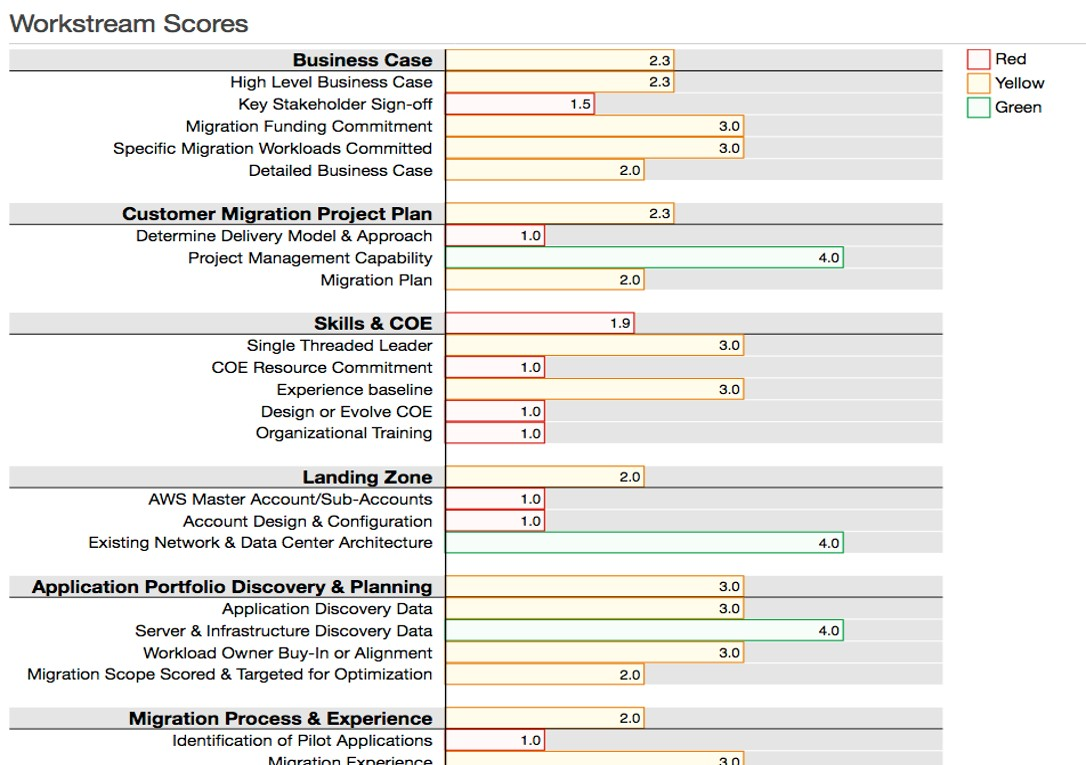 Workstream Scores
Business Case 2.3
High Level Business Case 2.3
Key Stakeholder Sign-off 1.5
Migration Funding Commitment 3.0
Specific Migration Workloads Committed 3.0
Detailed Business Case 2.0
Customer Migration Project Plan 2.3
Determine Delivery Model & Approach 1.0
Project Management Capability 4.0
Migration Plan 2.0
Skills & COE 1.9
Single Threaded Leader 3.0
COE Resource Commitment 1.0
Experience baseline 3.0
Design or Evolve COE 1.0
Organizational Training 1.0
Landing Zone 2.0
AWS Master Account/Sub-Accounts 1.0
Account Design & Configuration 1.0
Existing Network & Data Center Architecture 4.0
Application Portfolio Discovery & Planning 3.0
Application Discovery Data 3.0
Server & Infrastructure Discovery Data 4.0
Workload Owner Buy-In or Alignment 3.0
Migration Scope Scored & Targeted for Optimization 2.0
Migration Process & Experience 2.0
Identification of Pilot Applications 1.0
Migration Experience 3.0
Red
Yellow
Green